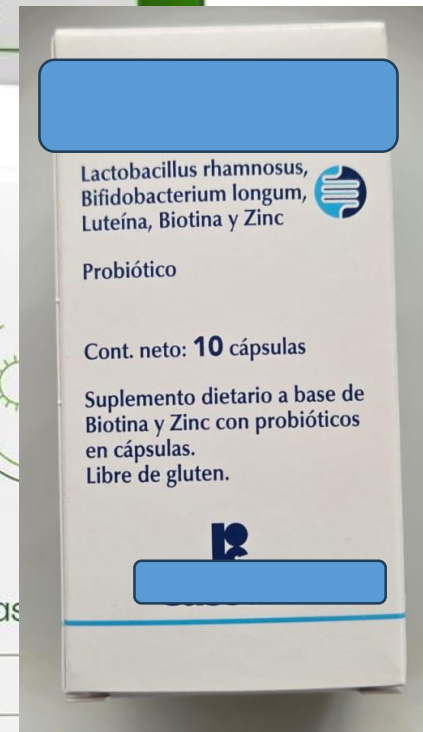 Lactobacillus rhamnosus,
Bifidobacterium longum,
Luteína, Biotina y Zinc
Probiótico
Cont. neto: 10 cápsulas
Suplemento dietario a base de
Biotina y Zinc con probióticos
en cápsulas.
Libre de gluten.
as